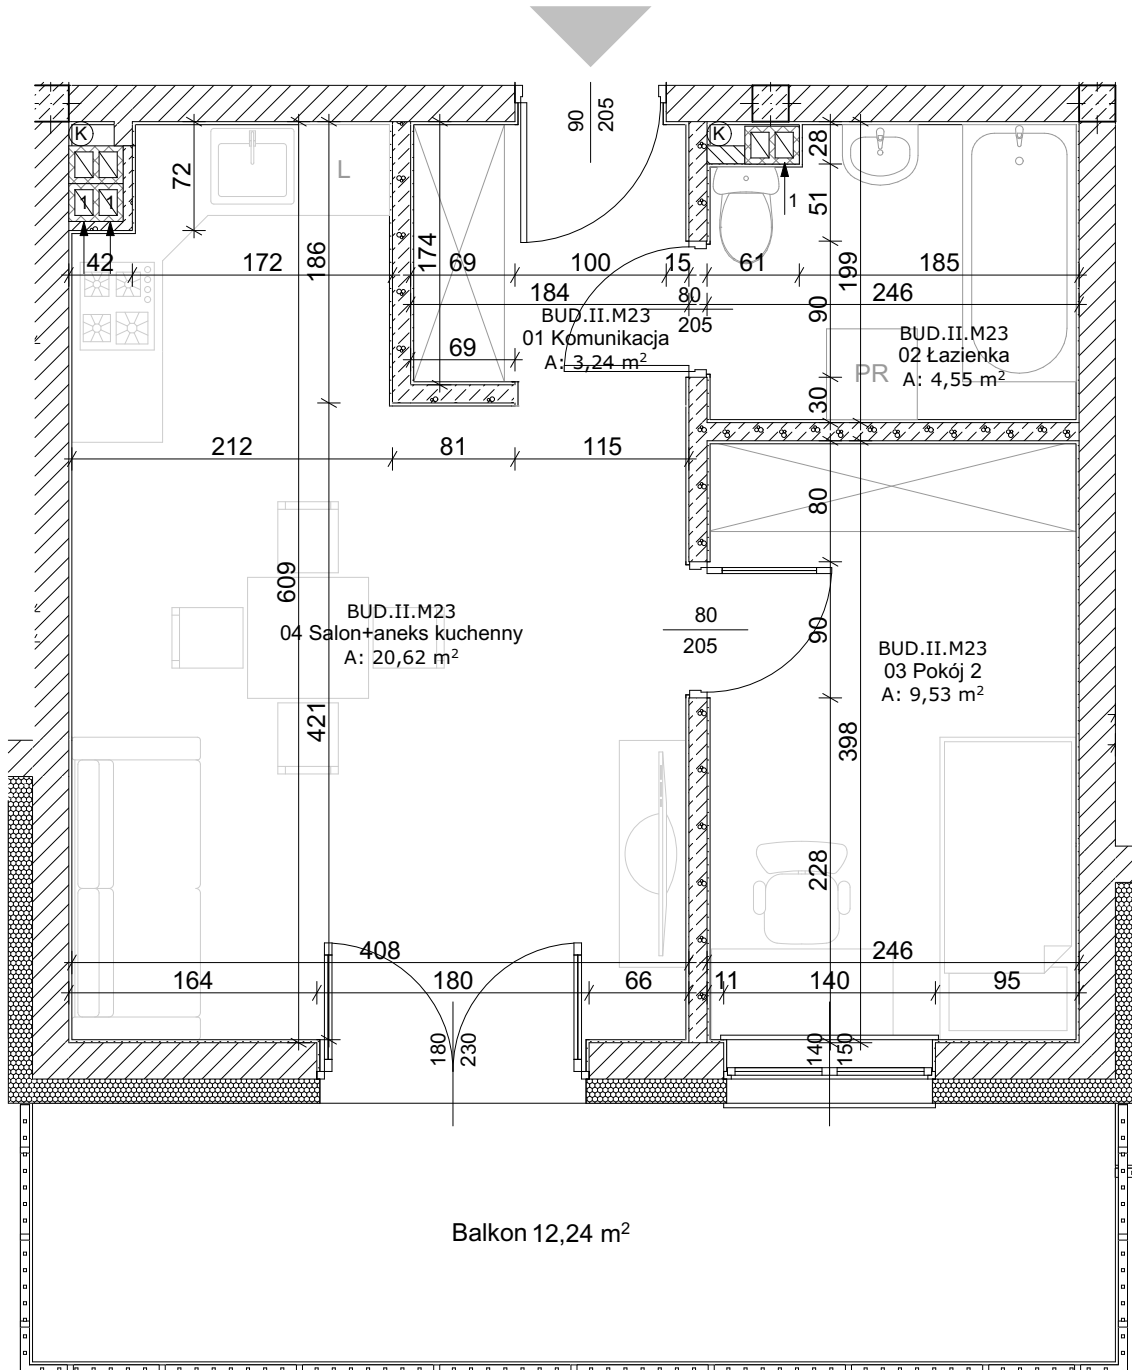 90
205
K
K
28
L
72
51
1
1
1
186
174
199
42
172
69
100
15
61
185
184
80
205
90
246
BUD.II.M23
01 Komunikacja
A: 3,24 m²
BUD.II.M23
02 Łazienka
A: 4,55 m²
69
PR
30
212
81
115
80
609
BUD.II.M23
04 Salon+aneks kuchenny
A: 20,62 m²
80
205
90
BUD.II.M23
03 Pokój 2
A: 9,53 m²
421
398
228
408
246
164
180
66
11
140
95
180
230
140
150
Balkon 12,24 m²